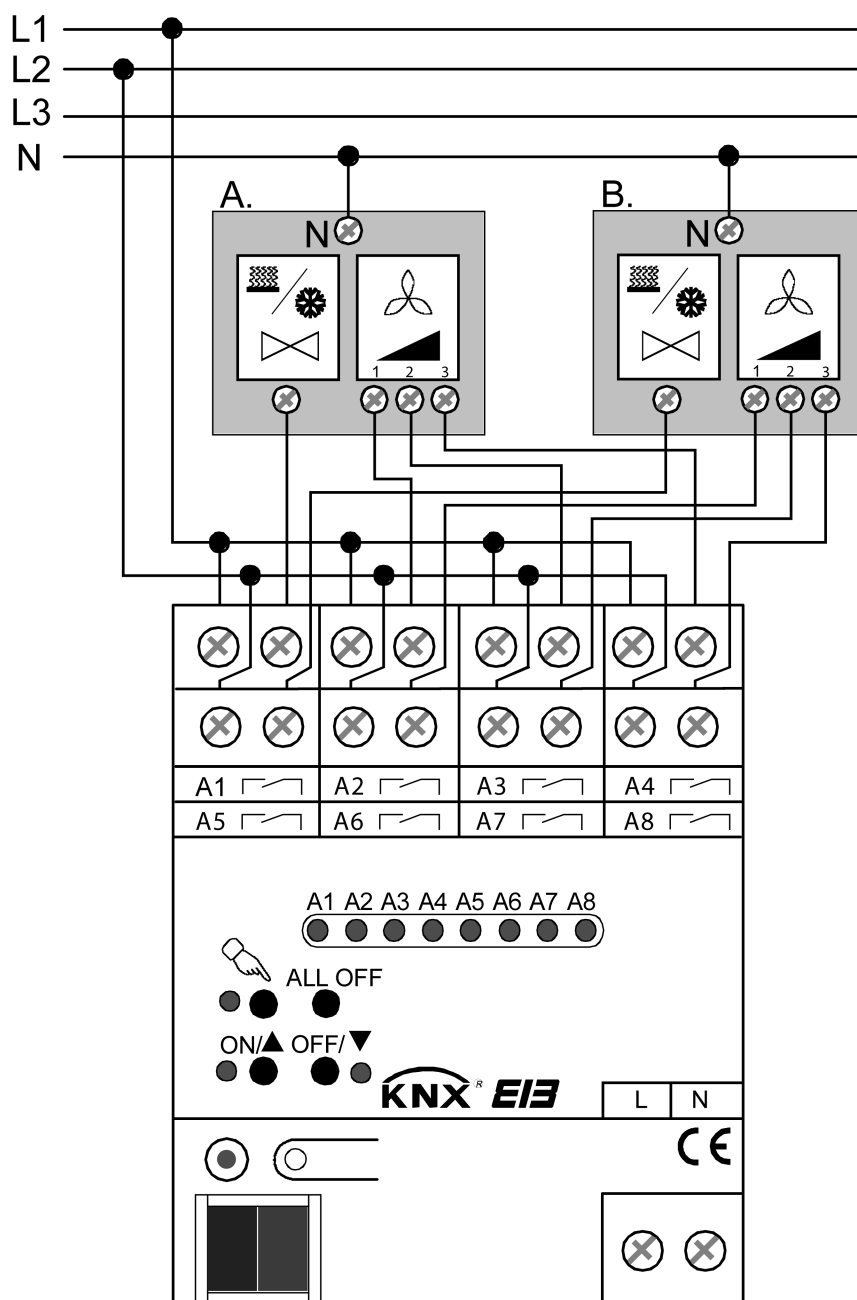 L1
L2
L3
N
A. B.
N N
1 2 3 1 2 3
A1 A2 A3 A4
A5 A6 A7 A8
A1 A2 A3 A4 A5 A6 A7 A8
ALL OFF
ON/▲ OFF/▼
KNX® EIB
L N
CE